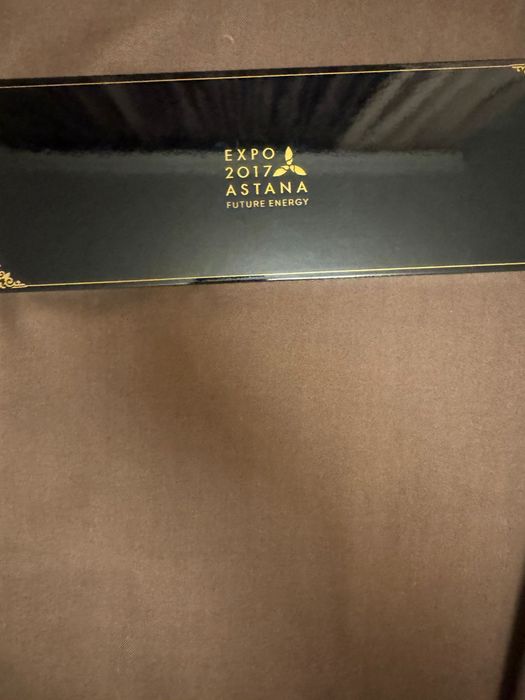 EXPO
2017
ASTANA
FUTURE ENERGY